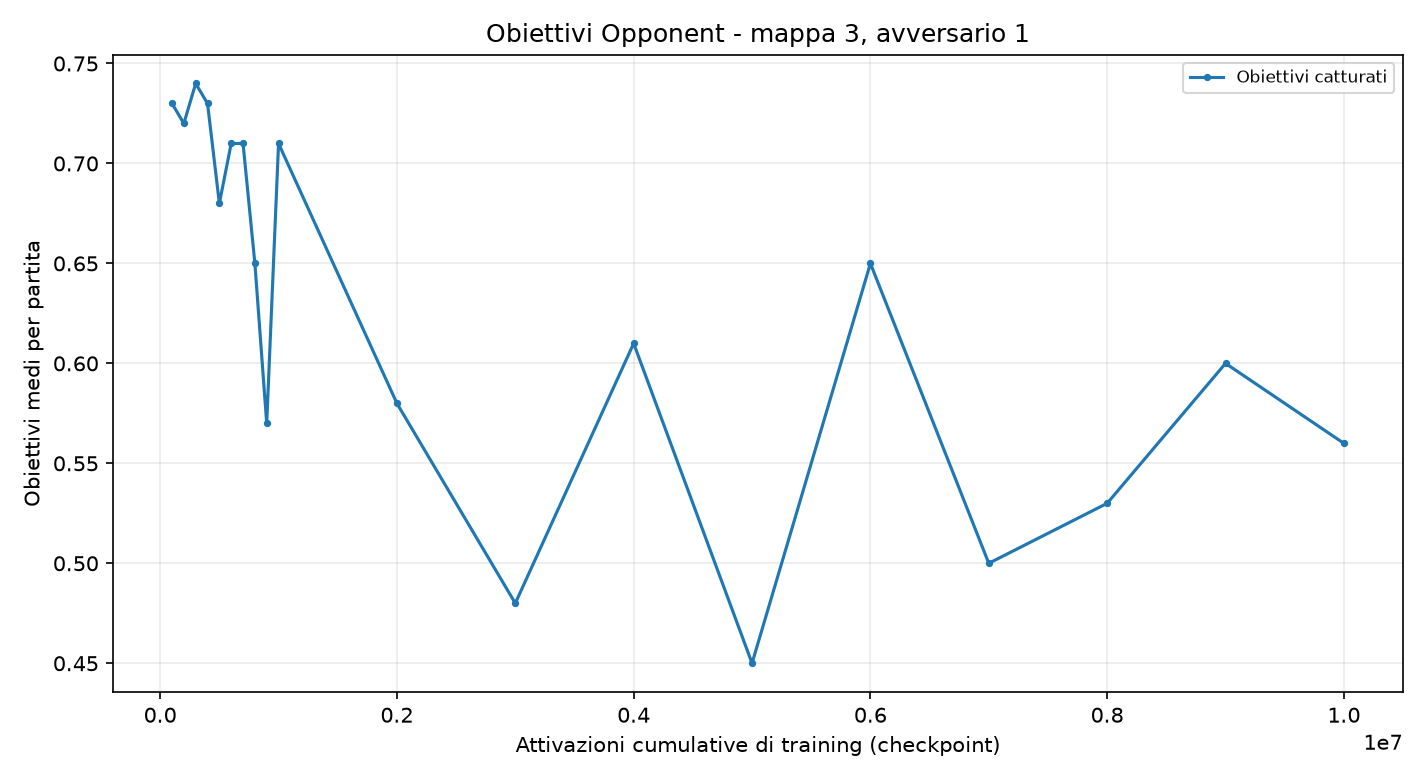 Obiettivi Opponent - mappa 3, avversario 1
Obiettivi catturati
Obiettivi medi per partita
0.75
0.70
0.65
0.60
0.55
0.50
0.45
0.0 0.2 0.4 0.6 0.8 1.0
1e7
Attivazioni cumulative di training (checkpoint)